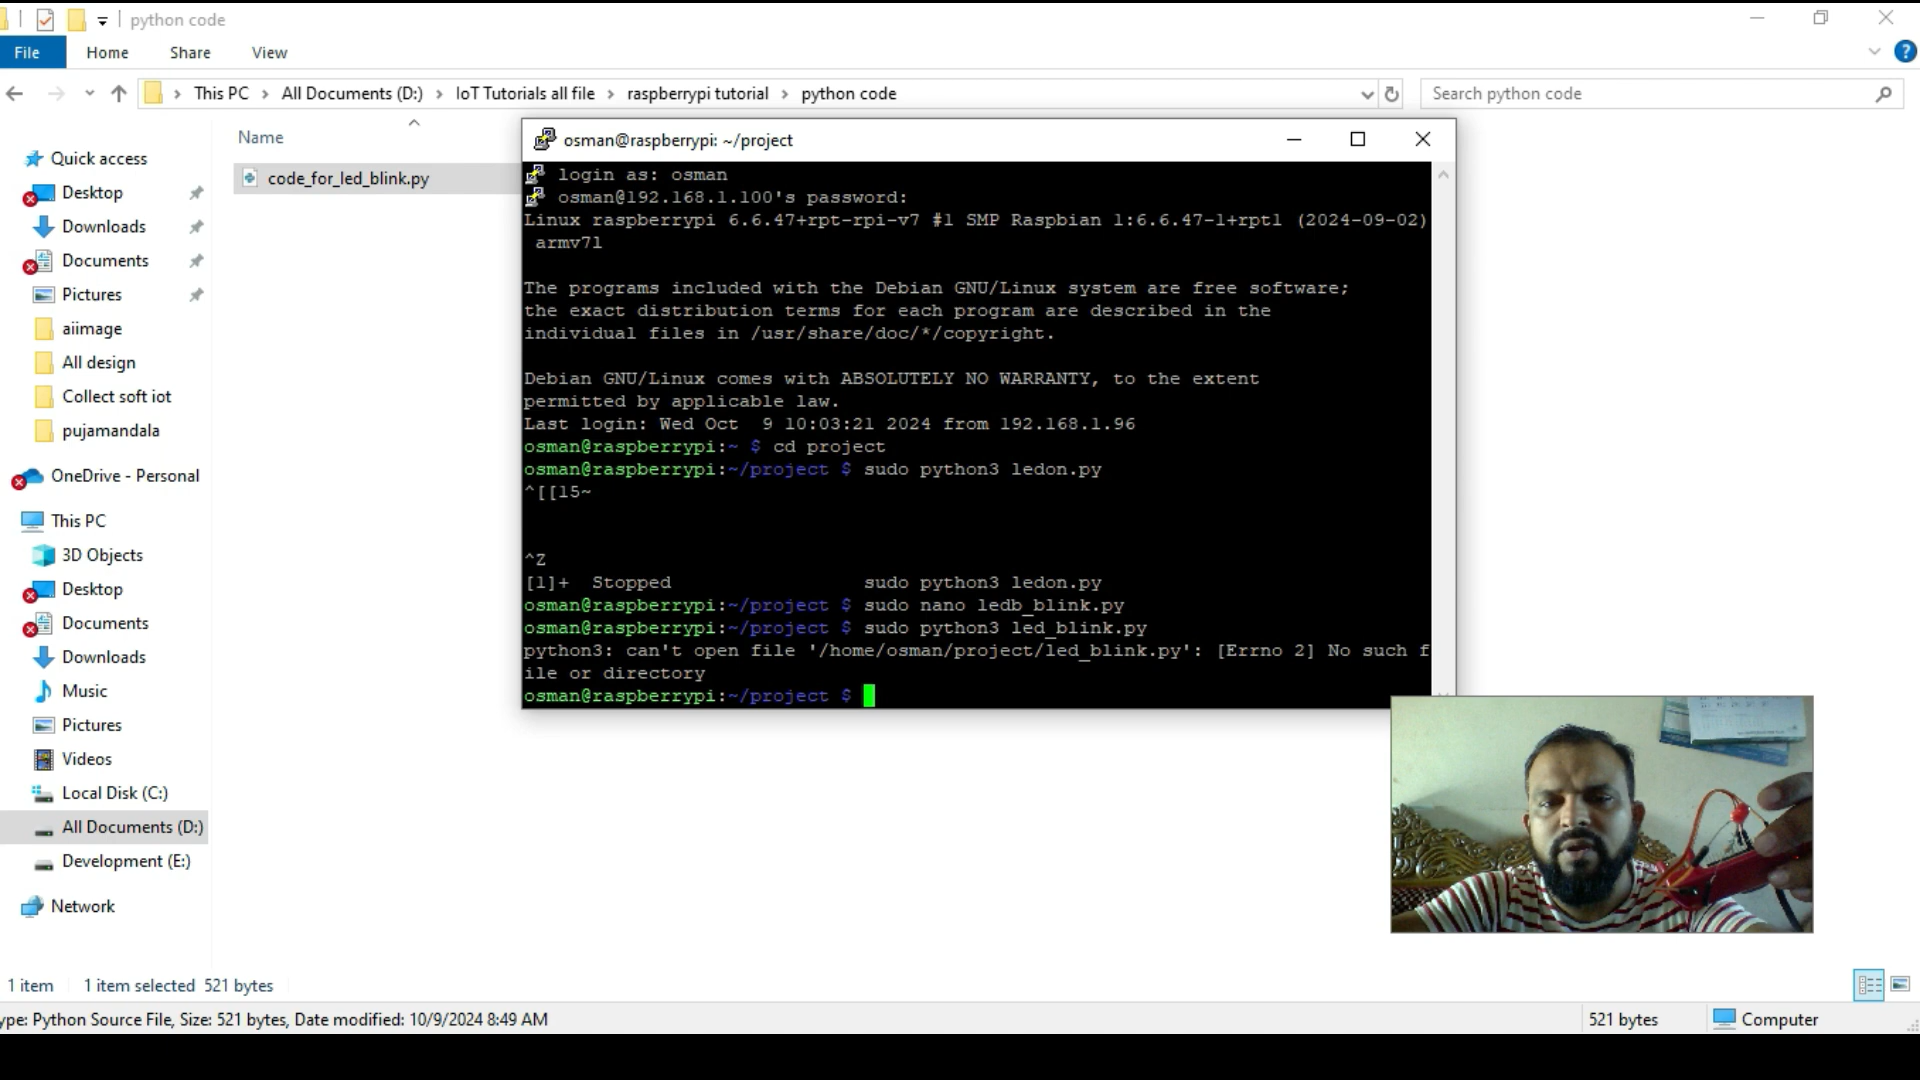 python code
File Home Share View
This PC All Documents (D:) IoT Tutorials all file raspberrypi tutorial python code
Search python code
Name
code_for_led_blink.py
Quick access
Desktop
Downloads
Documents
Pictures
aiimage
All design
Collect soft iot
pujamandala
OneDrive - Personal
This PC
3D Objects
Desktop
Documents
Downloads
Music
Pictures
Videos
Local Disk (C:)
All Documents (D:)
Development (E:)
Network
osman@raspberrypi: ~/project
login as: osman
osman@192.168.1.100's password:
Linux raspberrypi 6.6.47+rpt-rpi-v7 #1 SMP Raspbian 1:6.6.47-1+rpt1 (2024-09-02)
armv7l
The programs included with the Debian GNU/Linux system are free software;
the exact distribution terms for each program are described in the
individual files in /usr/share/doc/*/copyright.
Debian GNU/Linux comes with ABSOLUTELY NO WARRANTY, to the extent
permitted by applicable law.
Last login: Wed Oct  9 10:03:21 2024 from 192.168.1.96
osman@raspberrypi:~ $ cd project
osman@raspberrypi:~/project $ sudo python3 ledon.py
^[[15~
^Z
[1]+  Stopped                 sudo python3 ledon.py
osman@raspberrypi:~/project $ sudo nano ledb_blink.py
osman@raspberrypi:~/project $ sudo python3 led_blink.py
python3: can't open file '/home/osman/project/led_blink.py': [Errno 2] No such f
ile or directory
osman@raspberrypi:~/project $
1 item 1 item selected 521 bytes
ype: Python Source File, Size: 521 bytes, Date modified: 10/9/2024 8:49 AM
521 bytes
Computer